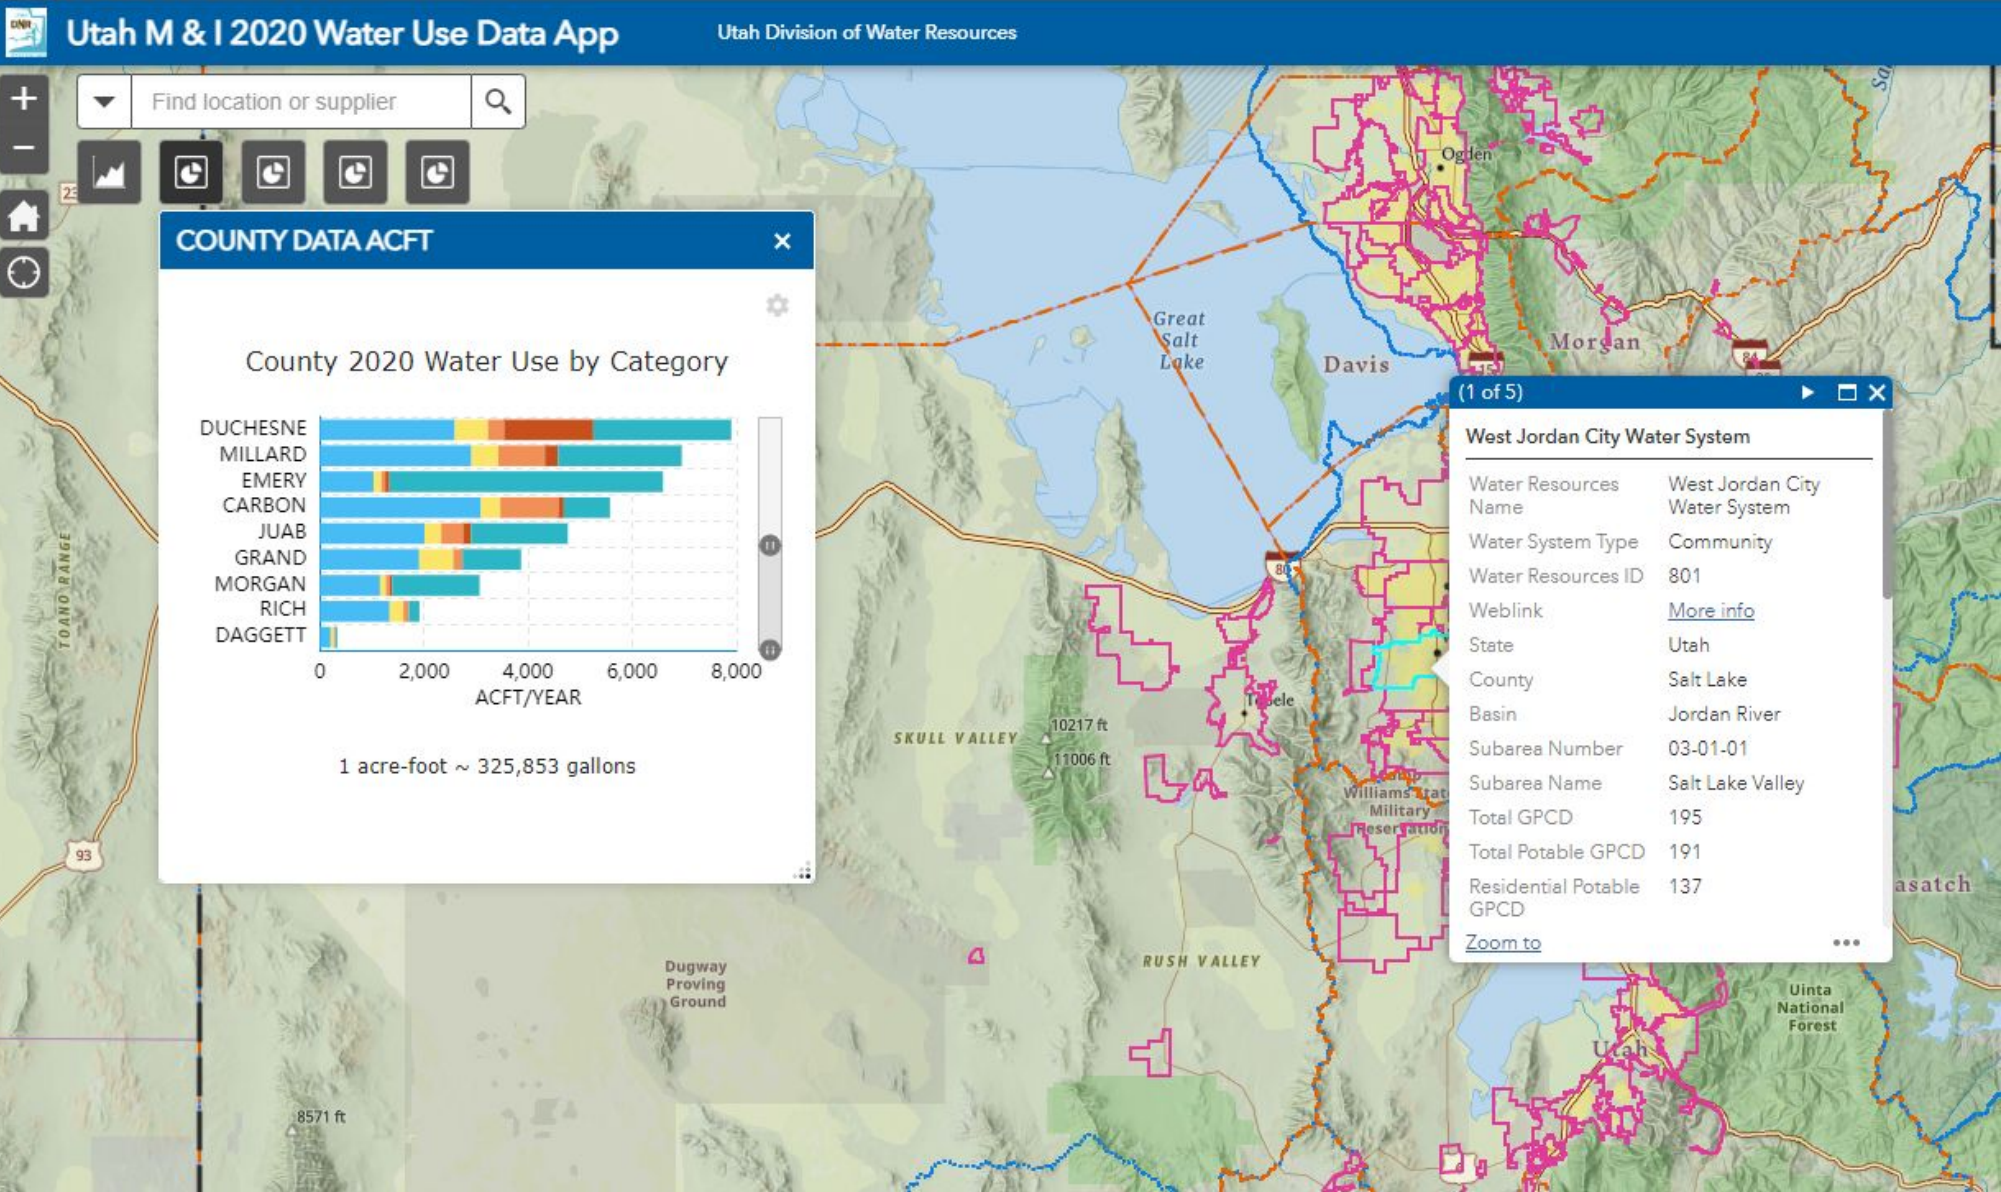 DNR
Utah M & I 2020 Water Use Data App
Utah Division of Water Resources
Find location or supplier
COUNTY DATA ACFT
County 2020 Water Use by Category
DUCHESNE
MILLARD
EMERY
CARBON
JUAB
GRAND
MORGAN
RICH
DAGGETT
0 2,000 4,000 6,000 8,000
ACFT/YEAR
1 acre-foot ~ 325,853 gallons
Ogden
Great
Salt
Lake
Davis
Morgan
15
84
80
TOANO RANGE
93
SKULL VALLEY
10217 ft
11006 ft
Tooele
Williams
Military
RUSH VALLEY
Dugway
Proving
Ground
8571 ft
(1 of 5)
West Jordan City Water System
Water Resources Name West Jordan City Water System
Water System Type Community
Water Resources ID 801
Weblink More info
State Utah
County Salt Lake
Basin Jordan River
Subarea Number 03-01-01
Subarea Name Salt Lake Valley
Total GPCD 195
Total Potable GPCD 191
Residential Potable GPCD 137
Zoom to
asatch
Uinta
National
Forest
Utah